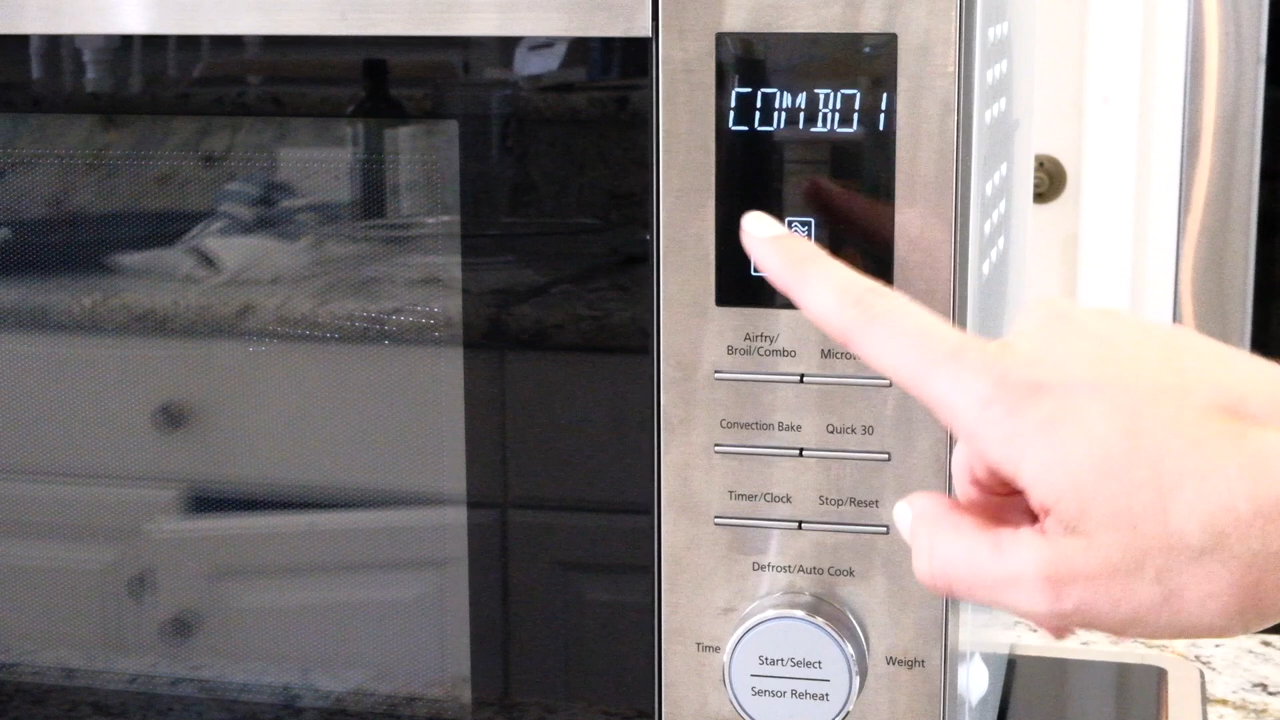 COMBO 1
Airfry/
Broil/Combo
Convection Bake
Quick 30
Timer/Clock
Stop/Reset
Defrost/Auto Cook
Time
Weight
Start/Select
Sensor Reheat